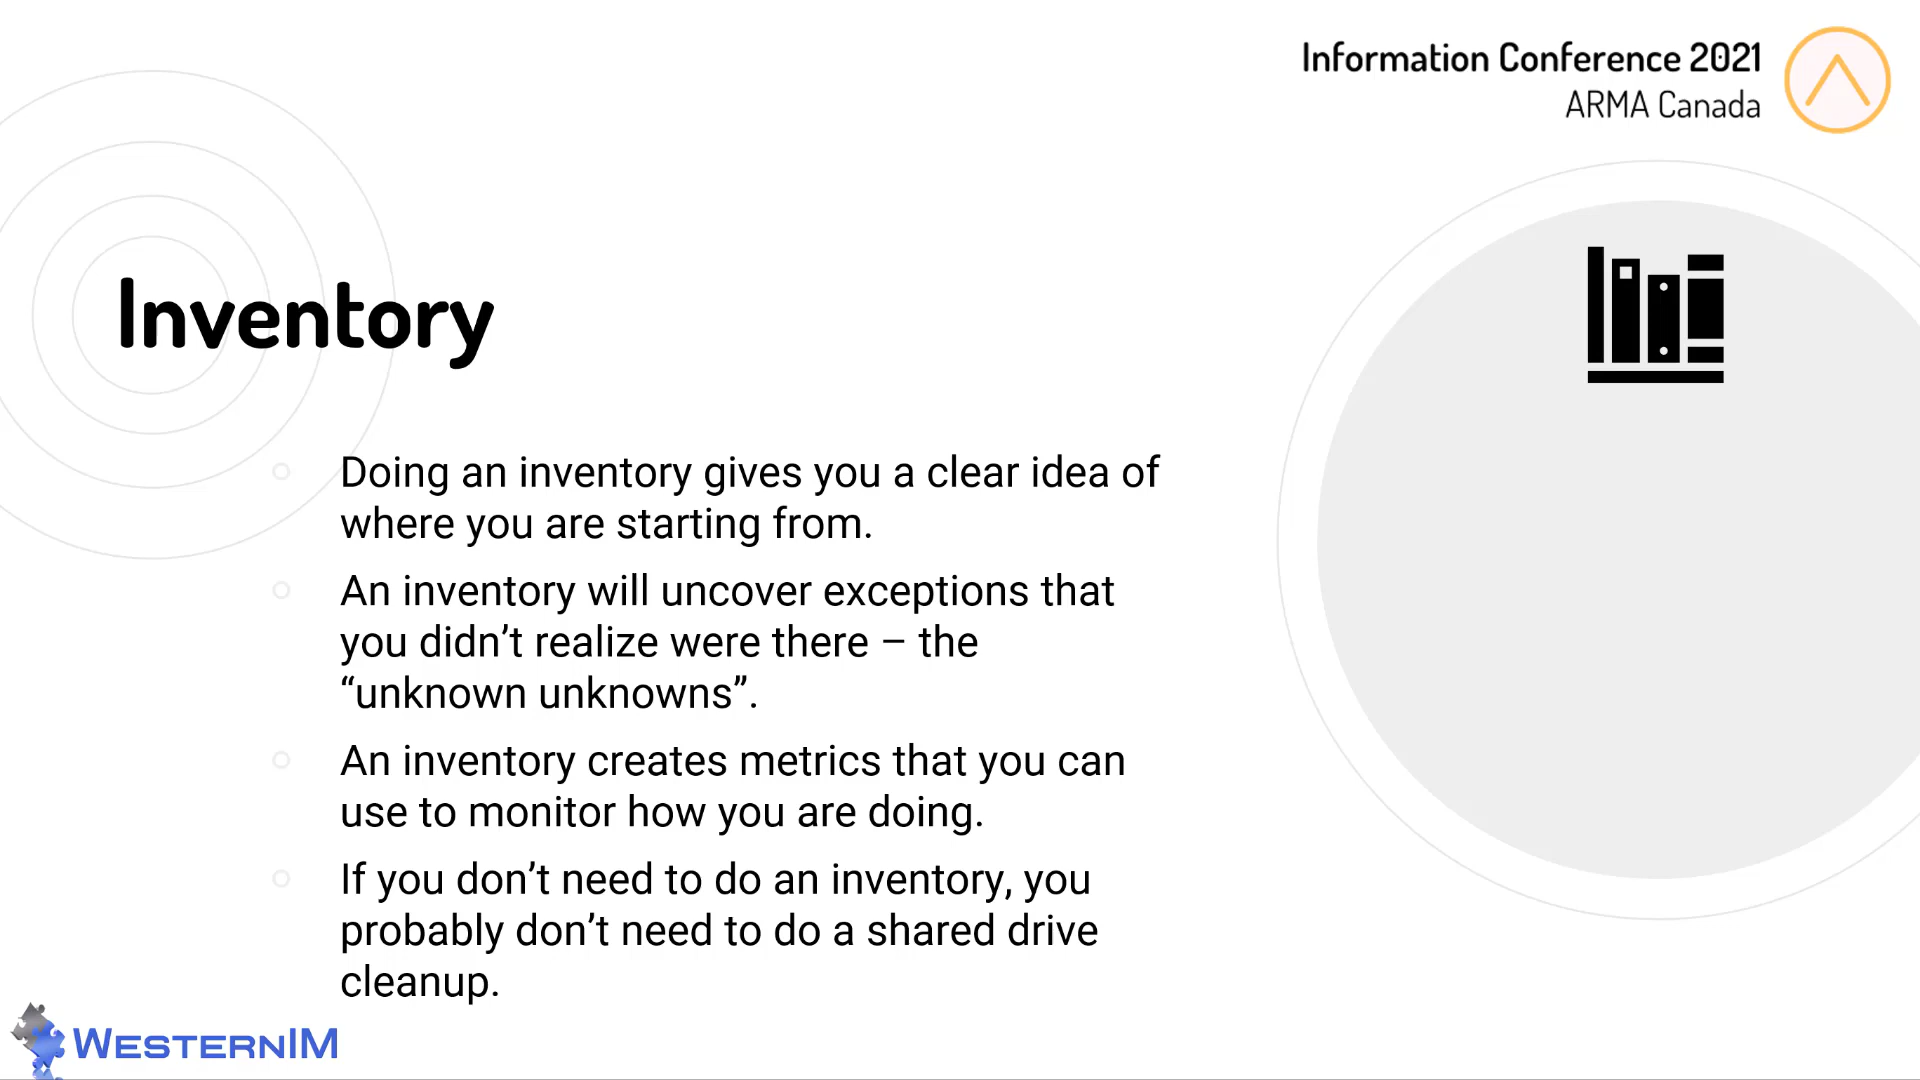 Information Conference 2021
ARMA Canada
Inventory
Doing an inventory gives you a clear idea of
where you are starting from.
An inventory will uncover exceptions that
you didn’t realize were there – the
“unknown unknowns”.
An inventory creates metrics that you can
use to monitor how you are doing.
If you don’t need to do an inventory, you
probably don’t need to do a shared drive
cleanup.
WESTERNIM